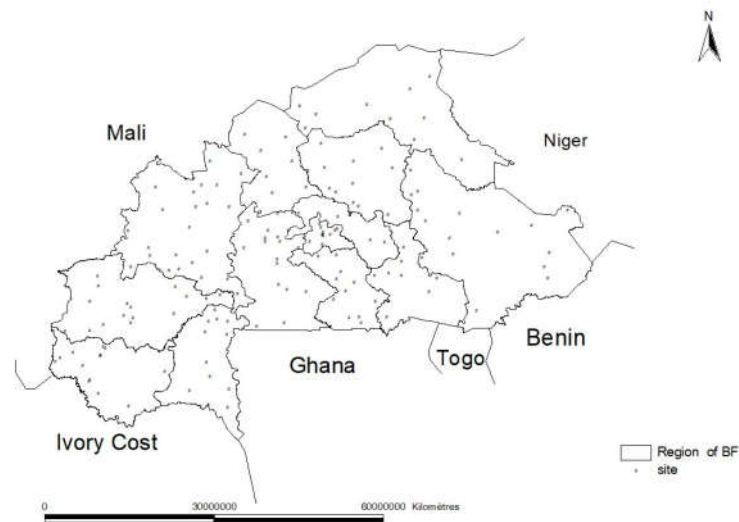 N
Mali
Niger
Benin
Ghana
Togo
Ivory Cost
Region of BF
site
0 30000000 60000000 Kilomètres